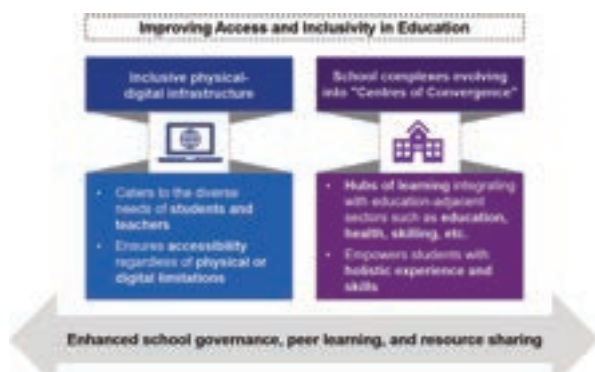 Improving Access and Inclusivity in Education
Inclusive physical-
digital infrastructure
School complexes evolving
into "Centres of Convergence"
• Caters to the diverse
needs of students and
teachers
• Ensures accessibility
regardless of physical or
digital limitations
• Hubs of learning integrating
with education-adjacent
sectors such as education,
health, skilling, etc.
• Empowers students with
holistic experience and
skills
Enhanced school governance, peer learning, and resource sharing